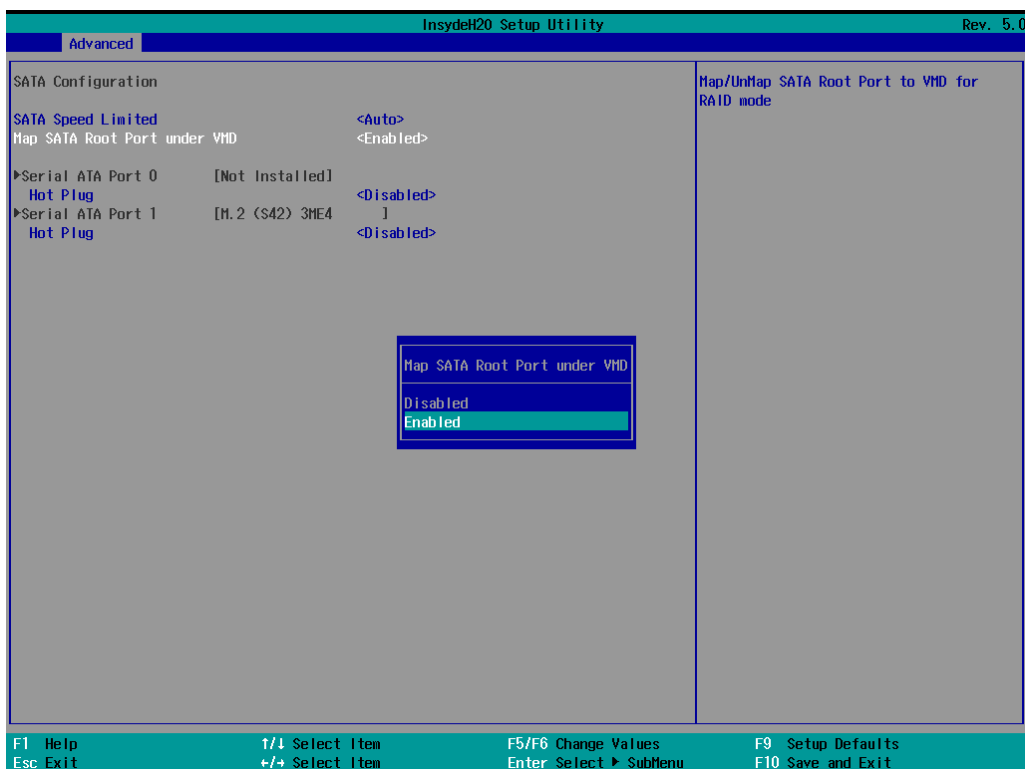 InsydeH2O Setup Utility Rev. 5.0
Advanced
SATA Configuration
SATA Speed Limited <Auto>
Map SATA Root Port under VMD <Enabled>
▶Serial ATA Port 0 [Not Installed]
Hot Plug <Disabled>
▶Serial ATA Port 1 [M.2 (S42) 3ME4 ]
Hot Plug <Disabled>
Map/UnMap SATA Root Port to VMD for
RAID mode
Map SATA Root Port under VMD
Disabled
Enabled
F1 Help ↑/↓ Select Item F5/F6 Change Values F9 Setup Defaults
Esc Exit ←/→ Select Item Enter Select ▶ SubMenu F10 Save and Exit